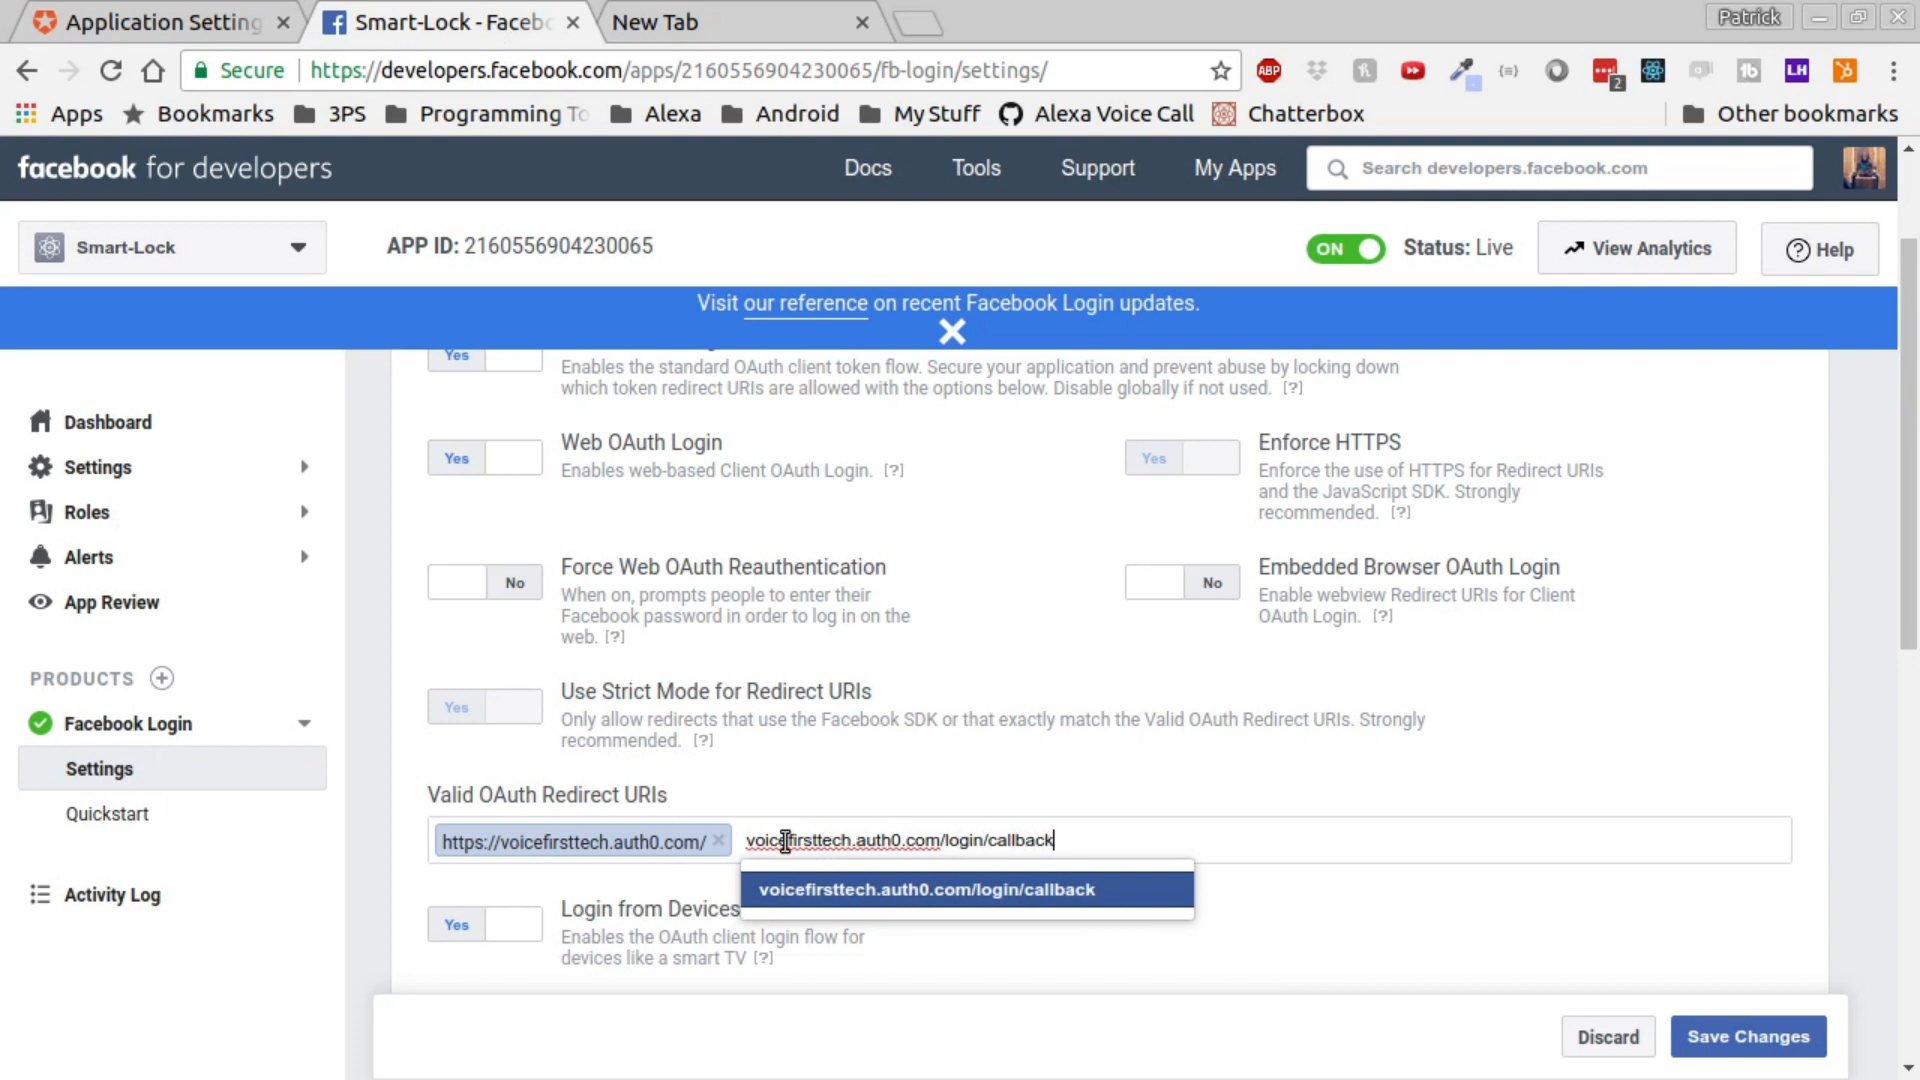 Application Setting
Smart-Lock - Facebo
New Tab
Patrick
Secure
https://developers.facebook.com/apps/2160556904230065/fb-login/settings/
ABP
2
LH
Apps
Bookmarks
3PS
Programming To
Alexa
Android
My Stuff
Alexa Voice Call
Chatterbox
Other bookmarks
facebook for developers
Docs
Tools
Support
My Apps
Search developers.facebook.com
Smart-Lock
APP ID: 2160556904230065
ON
Status: Live
View Analytics
Help
Visit our reference on recent Facebook Login updates.
Dashboard
Settings
Roles
Alerts
App Review
PRODUCTS
Facebook Login
Settings
Quickstart
Activity Log
Yes
Enables the standard OAuth client token flow. Secure your application and prevent abuse by locking down
which token redirect URIs are allowed with the options below. Disable globally if not used. [?]
Yes
Web OAuth Login
Enables web-based Client OAuth Login. [?]
Yes
Enforce HTTPS
Enforce the use of HTTPS for Redirect URIs
and the JavaScript SDK. Strongly
recommended. [?]
No
Force Web OAuth Reauthentication
When on, prompts people to enter their
Facebook password in order to log in on the
web. [?]
No
Embedded Browser OAuth Login
Enable webview Redirect URIs for Client
OAuth Login. [?]
Yes
Use Strict Mode for Redirect URIs
Only allow redirects that use the Facebook SDK or that exactly match the Valid OAuth Redirect URIs. Strongly
recommended. [?]
Valid OAuth Redirect URIs
https://voicefirsttech.auth0.com/
voicefirsttech.auth0.com/login/callback
voicefirsttech.auth0.com/login/callback
Yes
Login from Devices
Enables the OAuth client login flow for
devices like a smart TV [?]
Discard
Save Changes